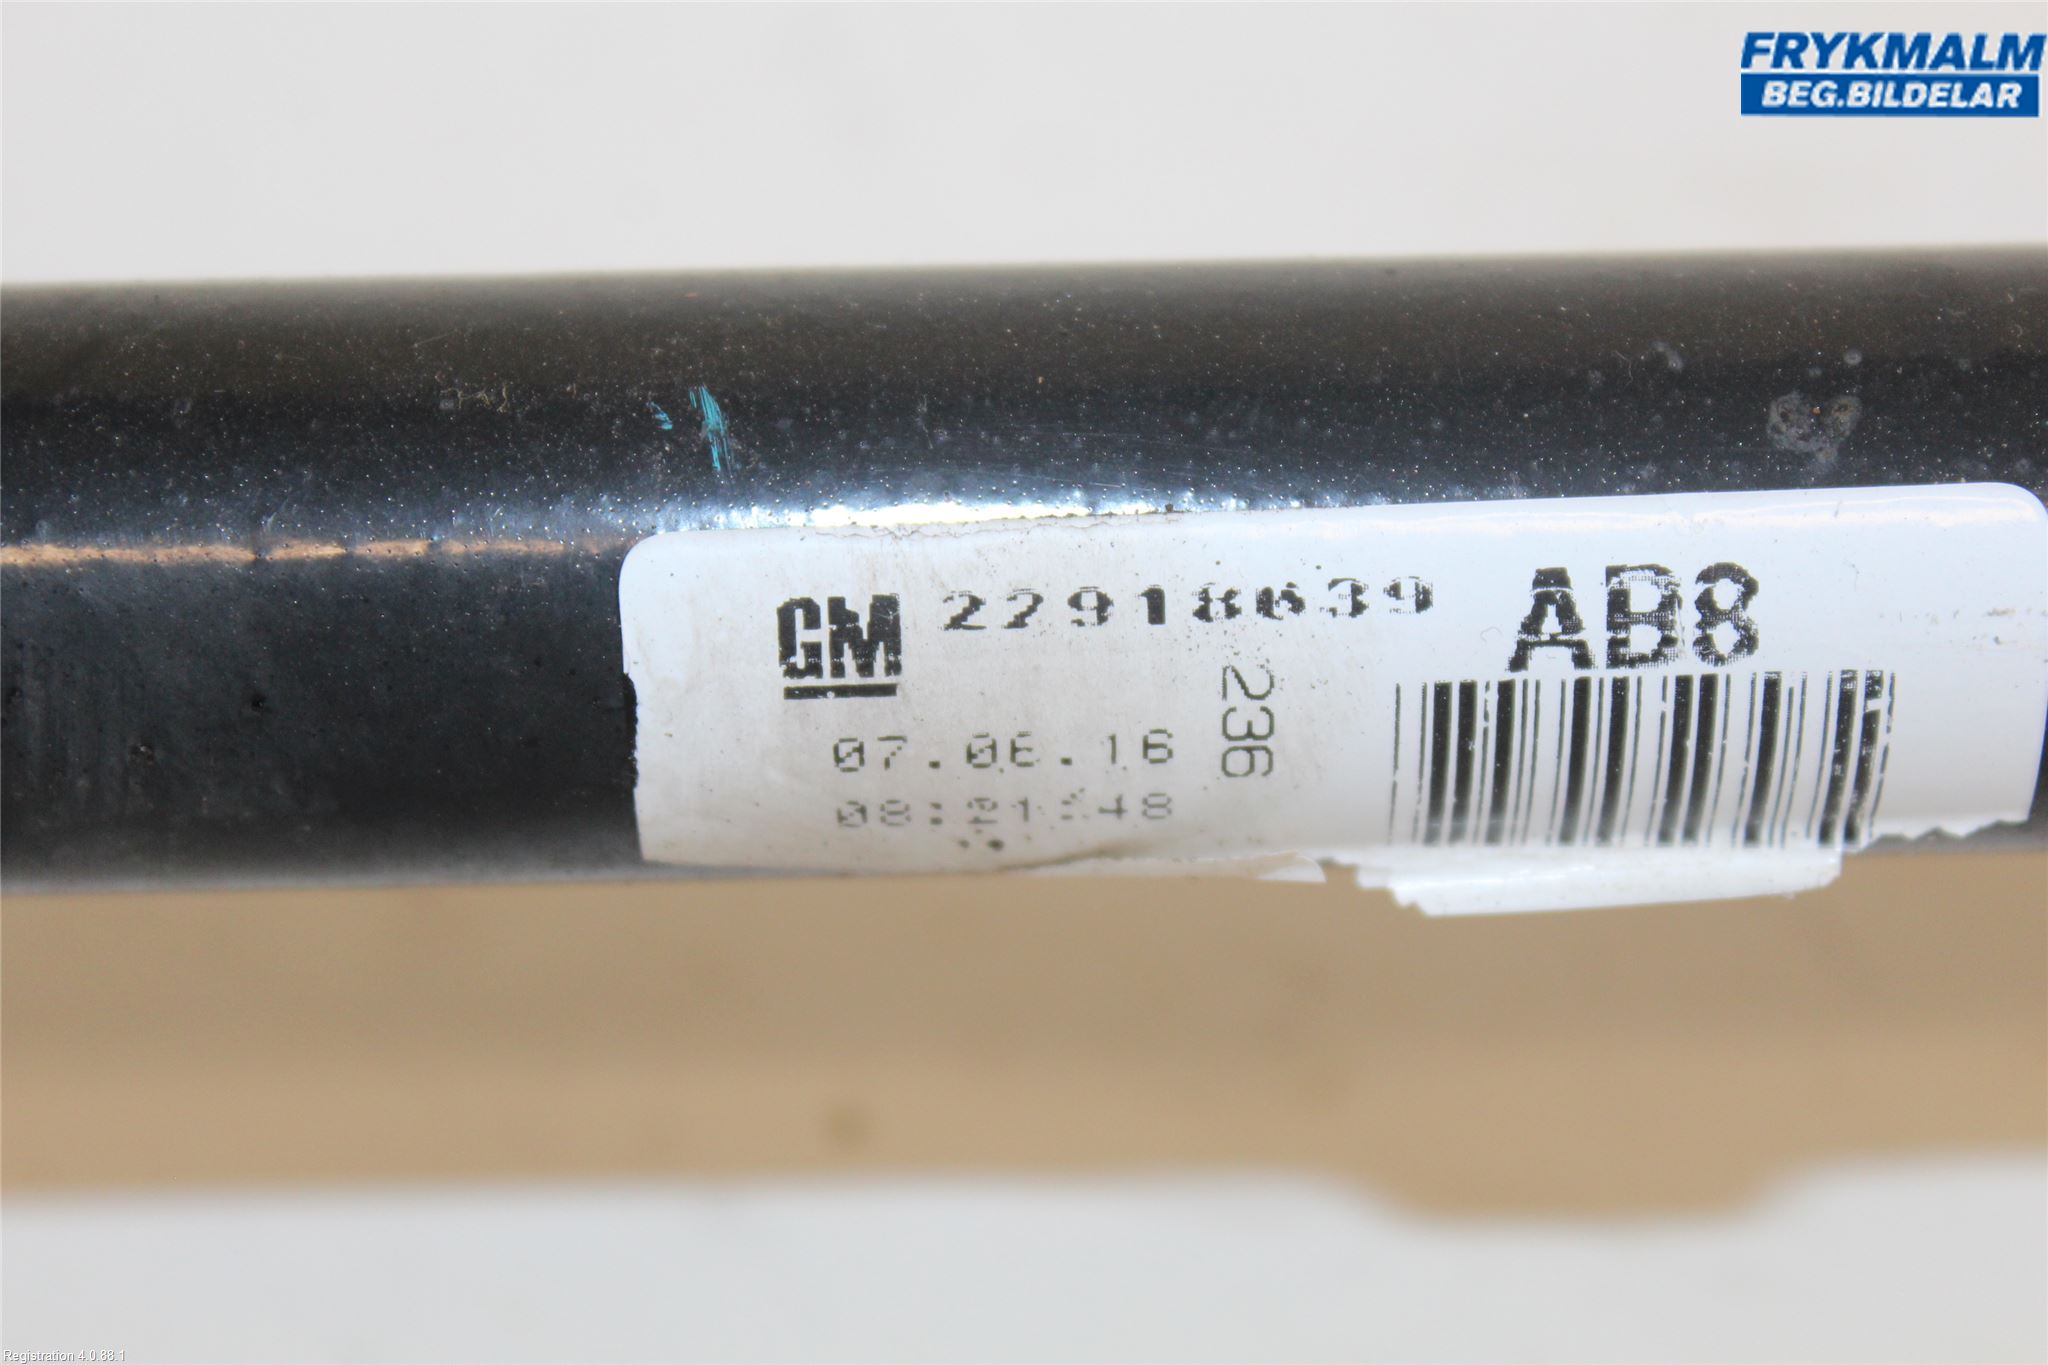 FRYKMALM
BEG.BILDELAR
GM 22918639 AB8
236
07.06.16
Registration 4.0.88.1